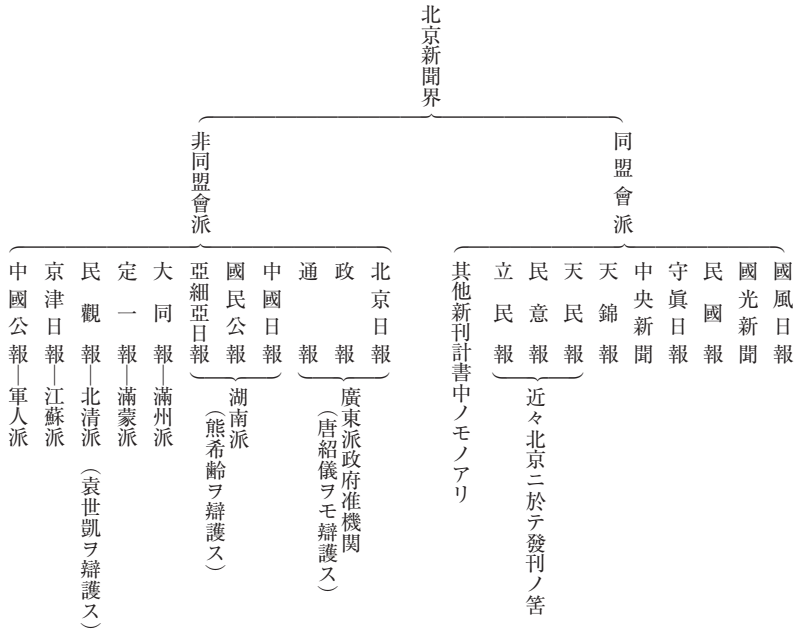 北京新聞界
同盟會派
國風日報
國光新聞
民國報
守眞日報
中央新聞
天錦報
天民報
民意報
立民報
近々北京ニ於テ發刊ノ筈
其他新刊計書中ノモノアリ
非同盟會派
北京日報
政報
通報
廣東派政府准機関
（唐紹儀ヲモ辯護ス）
中國日報
國民公報
亞細亞日報
湖南派
（熊希齡ヲ辯護ス）
大同報—滿州派
定一報—滿蒙派
民觀報—北清派（袁世凱ヲ辯護ス）
京津日報—江蘇派
中國公報—軍人派